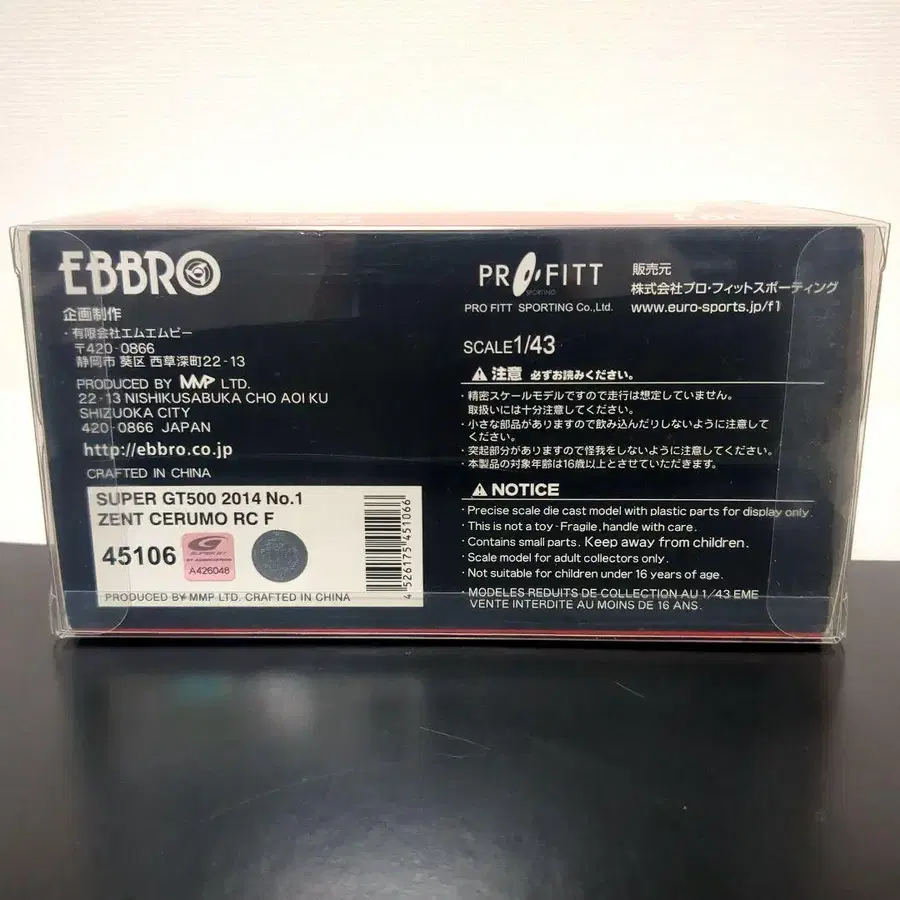 EBBRO
企画制作
・有限会社エムエムピー
〒420-0866
静岡市 葵区 西草深町22-13
PRODUCED BY MMP LTD.
22-13 NISHIKUSABUKA CHO AOI KU
SHIZUOKA CITY
420-0866 JAPAN
http://ebbro.co.jp
CRAFTED IN CHINA
SUPER GT500 2014 No.1
ZENT CERUMO RC F
45106
SUPER GT
A426048
4 526175 451066
PRODUCED BY MMP LTD. CRAFTED IN CHINA
PRO FITT
SPORTING
PRO FITT SPORTING Co.,Ltd.
販売元
株式会社プロ・フィットスポーティング
www.euro-sports.jp/f1
SCALE1/43
⚠注意 必ずお読みください。
・精密スケールモデルですので走行は想定していません。
取扱いには十分注意してください。
・小さな部品がありますので飲み込んだりしないように注意して
ください。
・突起部分がありますので怪我をしないように注意してください。
・本製品の対象年齢は16歳以上とさせていただきます。
⚠NOTICE
・Precise scale die cast model with plastic parts for display only.
・This is not a toy・Fragile, handle with care.
・Contains small parts. Keep away from children.
・Scale model for adult collectors only.
・Not suitable for children under 16 years of age.
・MODELES REDUITS DE COLLECTION AU 1/43 EME
VENTE INTERDITE AU MOINS DE 16 ANS.